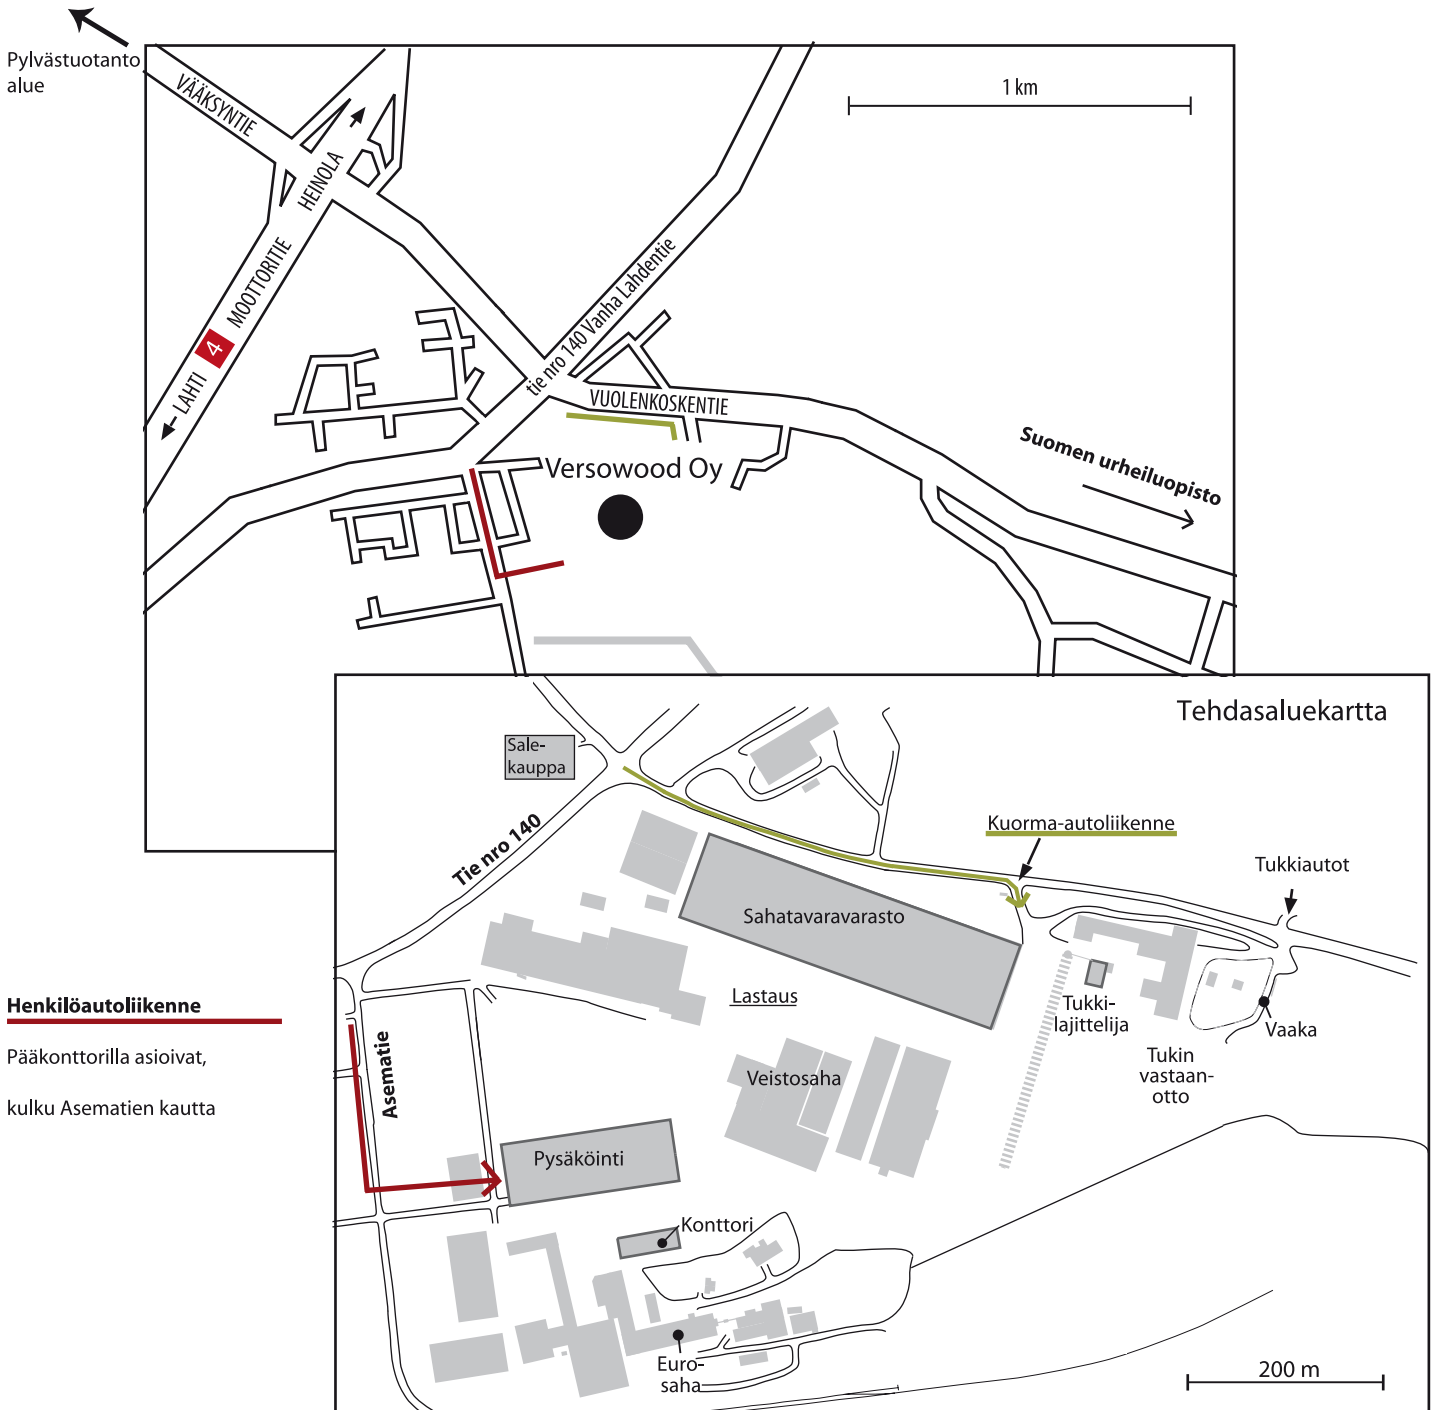 Pylvästuotanto
alue
VÄÄKSYNTIE
1 km
HEINOLA
MOOTTORITIE
4
LAHTI
tie nro 140 Vanha Lahdentie
VUOLENKOSKENTIE
Suomen urheiluopisto
Versowood Oy
Tehdasaluekartta
Sale-
kauppa
Tie nro 140
Kuorma-autoliikenne
Tukkiautot
Sahatavaravarasto
Lastaus
Tukki-
lajittelija
Vaaka
Tukin
vastaan-
otto
Henkilöautoliikenne
Pääkonttorilla asioivat,
kulku Asematien kautta
Asematie
Veistosaha
Pysäköinti
Konttori
Euro-
saha
200 m